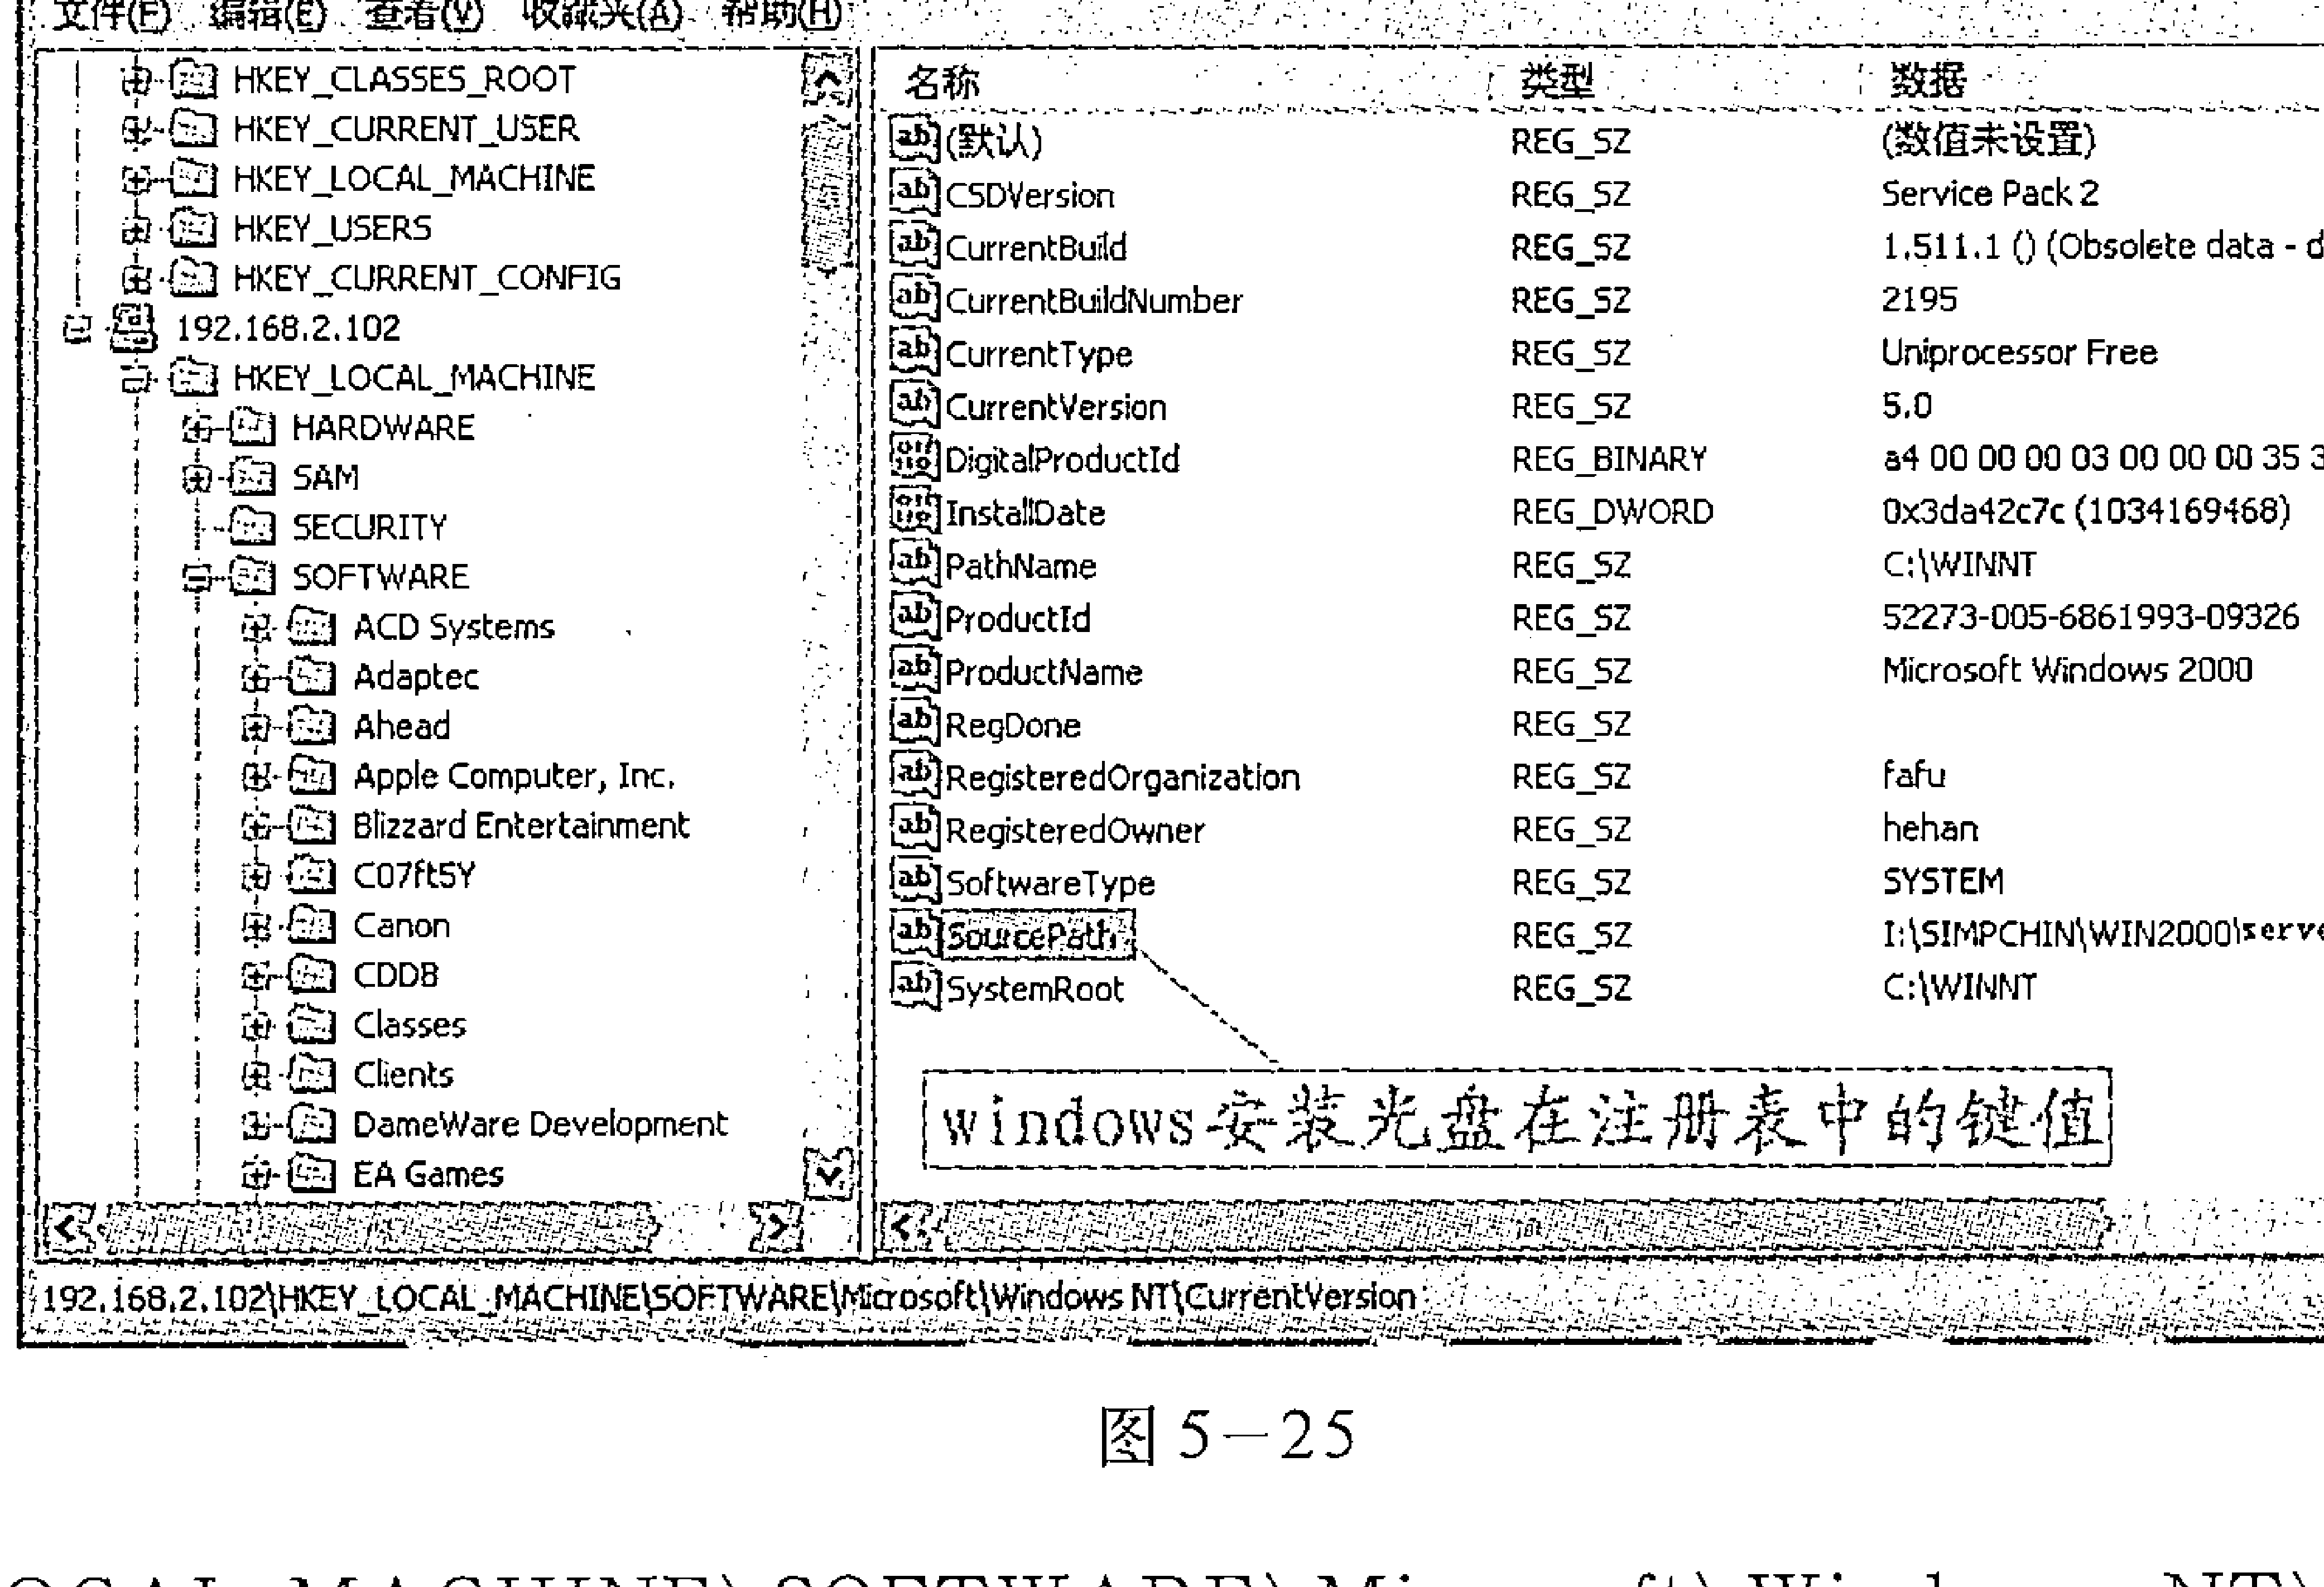 文件(F) 编辑(E) 查看(V) 收藏夹(A) 帮助(H)
HKEY_CLASSES_ROOT
HKEY_CURRENT_USER
HKEY_LOCAL_MACHINE
HKEY_USERS
HKEY_CURRENT_CONFIG
192.168.2.102
HKEY_LOCAL_MACHINE
HARDWARE
SAM
SECURITY
SOFTWARE
ACD Systems
Adaptec
Ahead
Apple Computer, Inc.
Blizzard Entertainment
C07ft5Y
Canon
CDDB
Classes
Clients
DameWare Development
EA Games
名称 类型 数据
(默认) REG_SZ (数值未设置)
CSDVersion REG_SZ Service Pack 2
CurrentBuild REG_SZ 1.511.1 () (Obsolete data - d
CurrentBuildNumber REG_SZ 2195
CurrentType REG_SZ Uniprocessor Free
CurrentVersion REG_SZ 5.0
DigitalProductId REG_BINARY a4 00 00 00 03 00 00 00 35 3
InstallDate REG_DWORD 0x3da42c7c (1034169468)
PathName REG_SZ C:\WINNT
ProductId REG_SZ 52273-005-6861993-09326
ProductName REG_SZ Microsoft Windows 2000
RegDone REG_SZ
RegisteredOrganization REG_SZ fafu
RegisteredOwner REG_SZ hehan
SoftwareType REG_SZ SYSTEM
SourcePath REG_SZ I:\SIMPCHIN\WIN2000\serve
SystemRoot REG_SZ C:\WINNT
windows安装光盘在注册表中的键值
192.168.2.102\HKEY_LOCAL_MACHINE\SOFTWARE\Microsoft\Windows NT\CurrentVersion
图 5－25